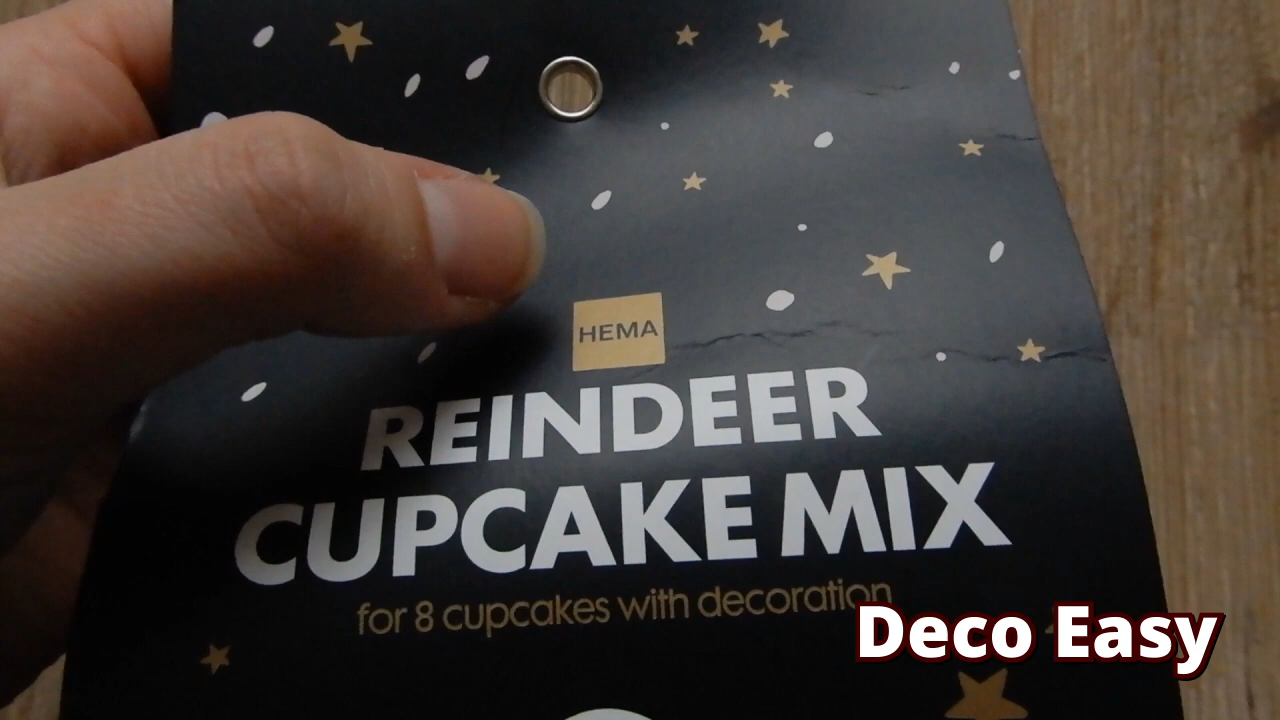 HEMA
REINDEER
CUPCAKE MIX
for 8 cupcakes with decoration
Deco Easy